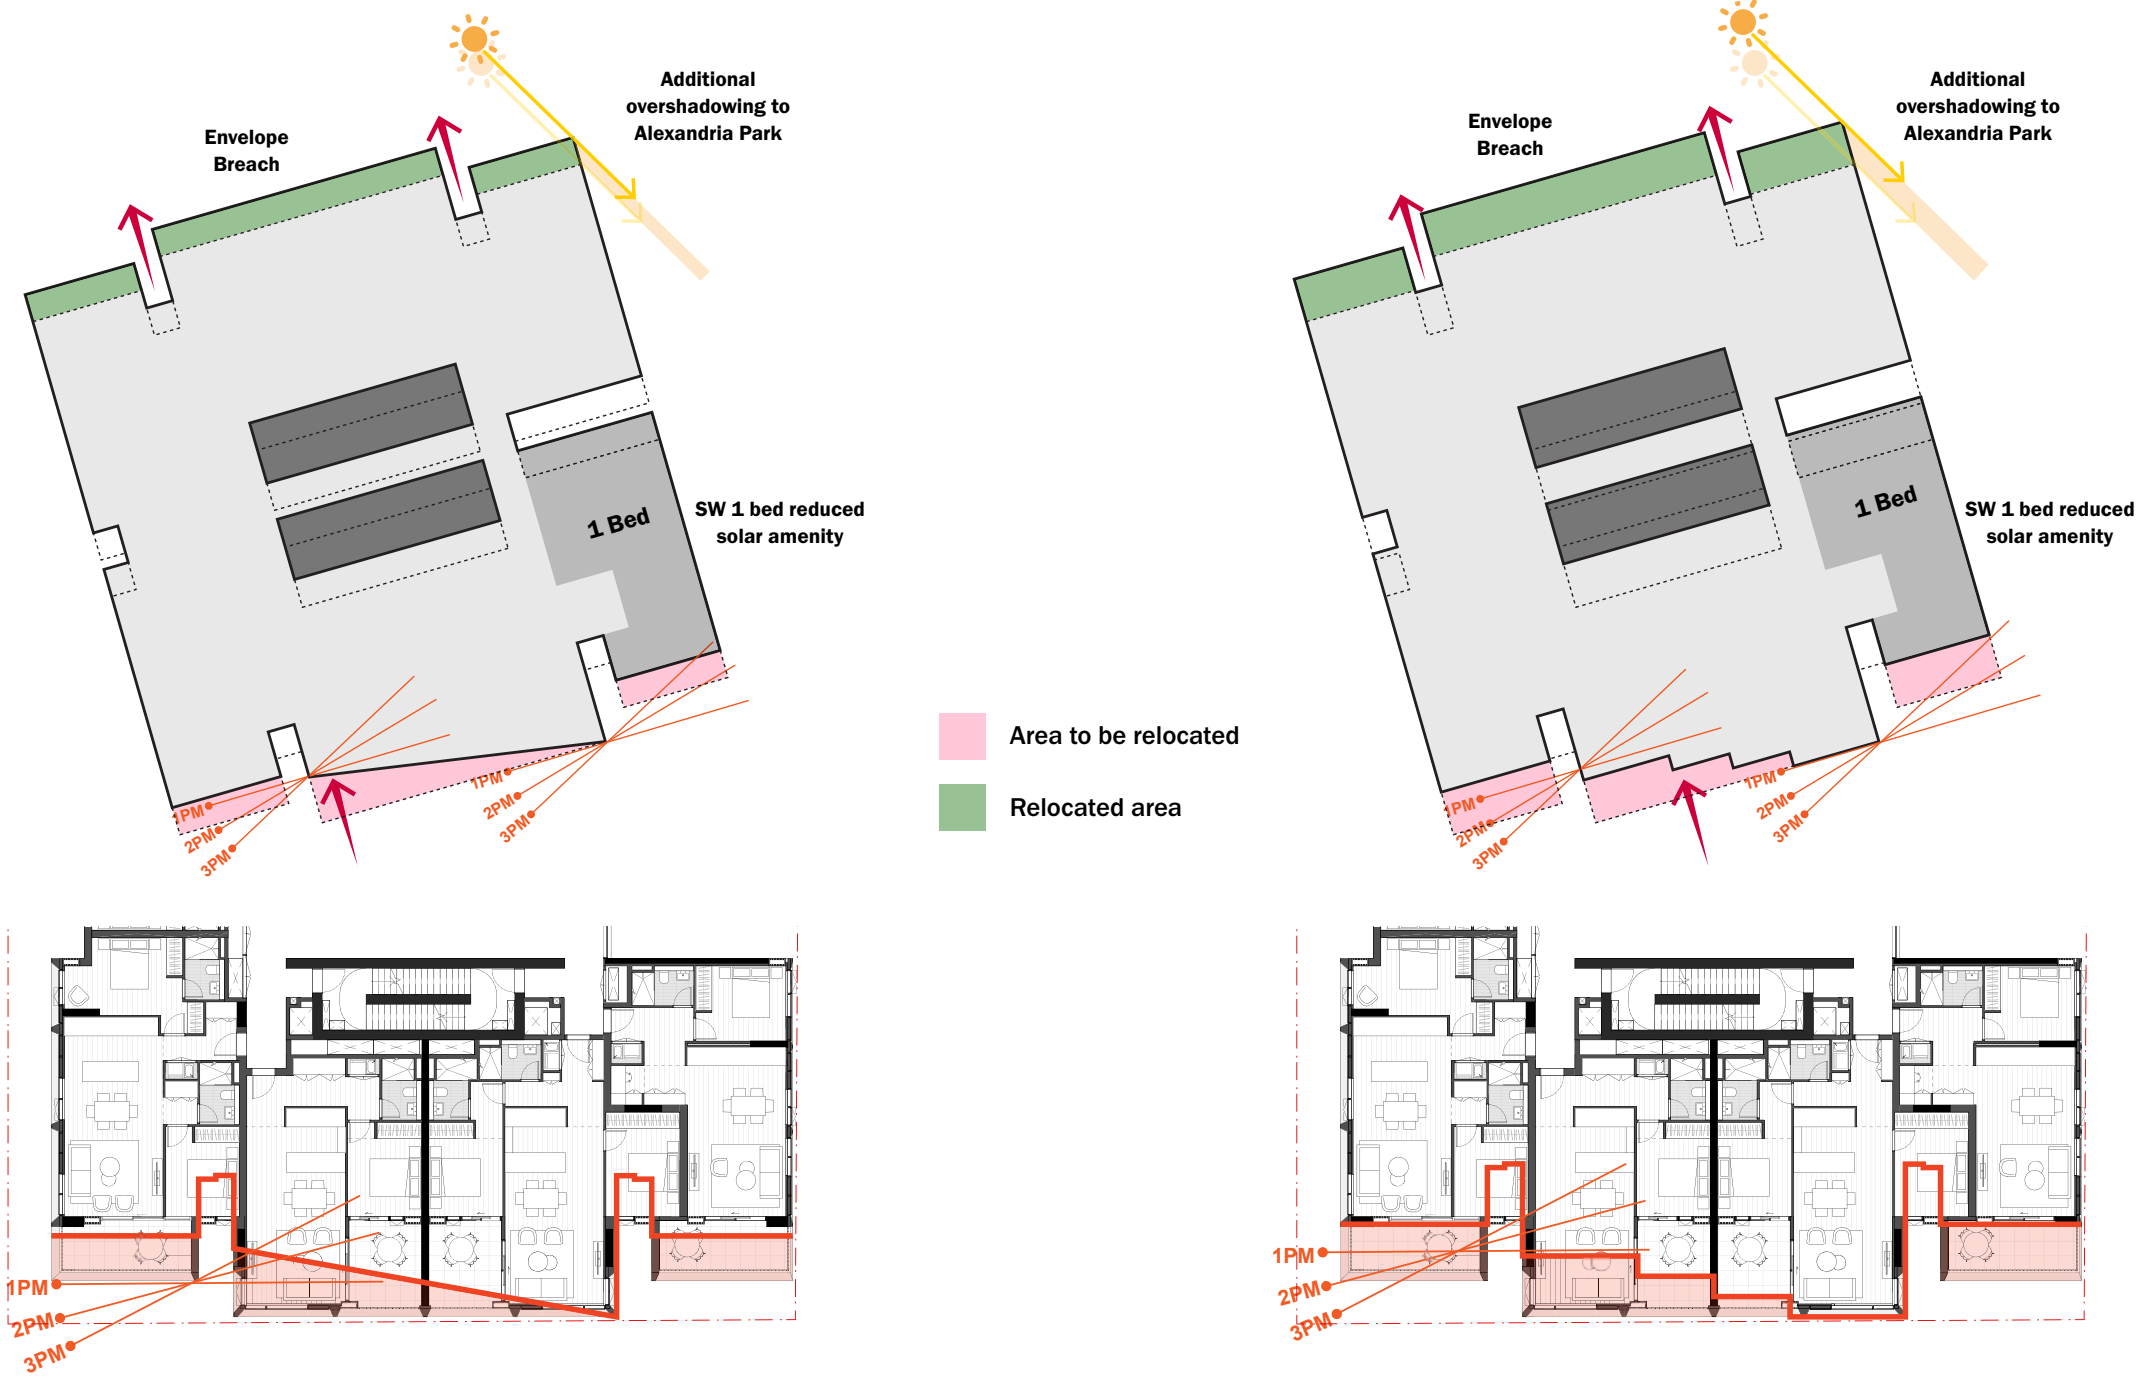 Additional
overshadowing to
Alexandria Park
Envelope
Breach
1 Bed
SW 1 bed reduced
solar amenity
1PM
2PM
3PM
1PM
2PM
3PM
Area to be relocated
Relocated area
Additional
overshadowing to
Alexandria Park
Envelope
Breach
1 Bed
SW 1 bed reduced
solar amenity
1PM
2PM
3PM
1PM
2PM
3PM
1PM
2PM
3PM
1PM
2PM
3PM